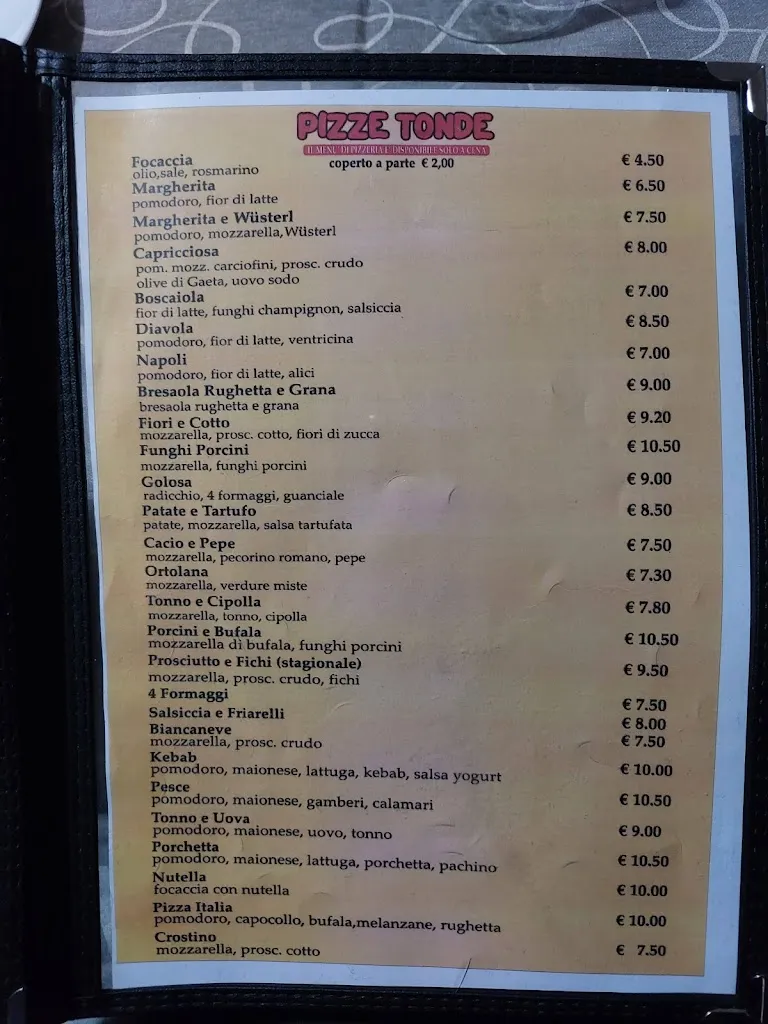 PIZZE TONDE
IL MENU' DI PIZZERIA E' DISPONIBILE SOLO A CENA
coperto a parte € 2,00
Focaccia € 4.50
olio,sale, rosmarino
Margherita € 6.50
pomodoro, fior di latte
Margherita e Wüsterl € 7.50
pomodoro, mozzarella,Wüsterl
Capricciosa € 8.00
pom. mozz. carciofini, prosc. crudo
olive di Gaeta, uovo sodo
Boscaiola € 7.00
fior di latte, funghi champignon, salsiccia
Diavola € 8.50
pomodoro, fior di latte, ventricina
Napoli € 7.00
pomodoro, fior di latte, alici
Bresaola Rughetta e Grana € 9.00
bresaola rughetta e grana
Fiori e Cotto € 9.20
mozzarella, prosc. cotto, fiori di zucca
Funghi Porcini € 10.50
mozzarella, funghi porcini
Golosa € 9.00
radicchio, 4 formaggi, guanciale
Patate e Tartufo € 8.50
patate, mozzarella, salsa tartufata
Cacio e Pepe € 7.50
mozzarella, pecorino romano, pepe
Ortolana € 7.30
mozzarella, verdure miste
Tonno e Cipolla € 7.80
mozzarella, tonno, cipolla
Porcini e Bufala € 10.50
mozzarella di bufala, funghi porcini
Prosciutto e Fichi (stagionale) € 9.50
mozzarella, prosc. crudo, fichi
4 Formaggi € 7.50
Salsiccia e Friarelli € 8.00
Biancaneve € 7.50
mozzarella, prosc. crudo
Kebab € 10.00
pomodoro, maionese, lattuga, kebab, salsa yogurt
Pesce € 10.50
pomodoro, maionese, gamberi, calamari
Tonno e Uova € 9.00
pomodoro, maionese, uovo, tonno
Porchetta € 10.50
pomodoro, maionese, lattuga, porchetta, pachino
Nutella € 10.00
focaccia con nutella
Pizza Italia € 10.00
pomodoro, capocollo, bufala,melanzane, rughetta
Crostino € 7.50
mozzarella, prosc. cotto